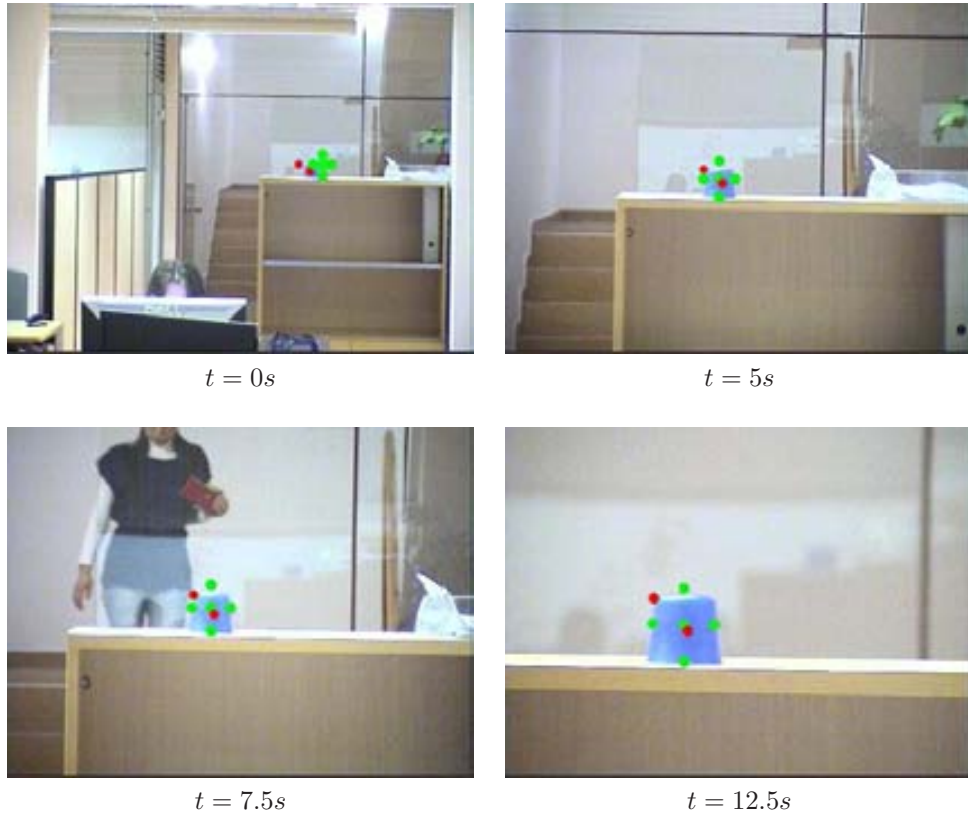 t = 0s
t = 5s
t = 7.5s
t = 12.5s